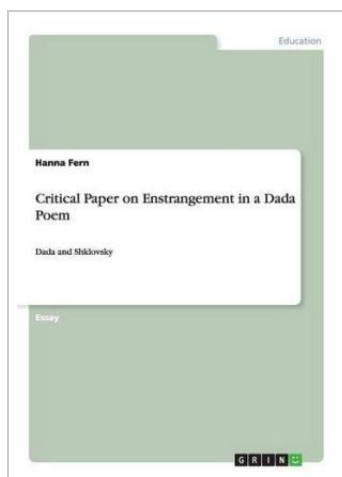 Education
Hanna Fern
Critical Paper on Enstrangement in a Dada
Poem
Dada and Shklovsky
Essay
GRIN